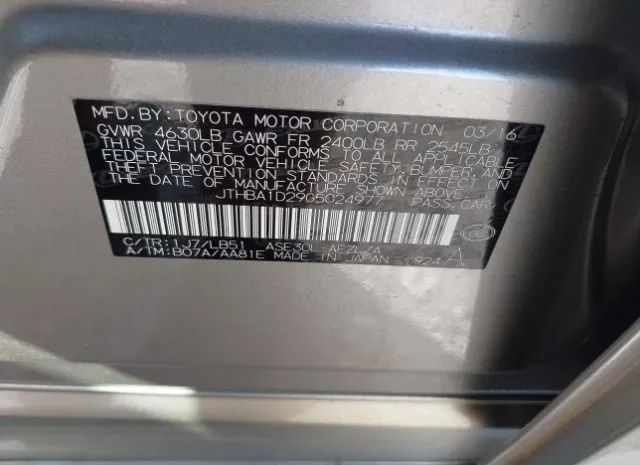 MFD.BY:TOYOTA MOTOR CORPORATION 03/16
GVWR 4630LB GAWR FR 2400LB RR 2545LB
THIS VEHICLE CONFORMS TO ALL APPLICABLE
FEDERAL MOTOR VEHICLE SAFETY,BUMPER,AND
THEFT PREVENTION STANDARDS IN EFFECT ON
THE DATE OF MANUFACTURE SHOWN ABOVE.
JTHBA1D2905024977 PASS.CAR
C/TR:1J7/LB51 ASE30L-AEZLZA
A/TM:B07A/AA81E MADE IN JAPAN